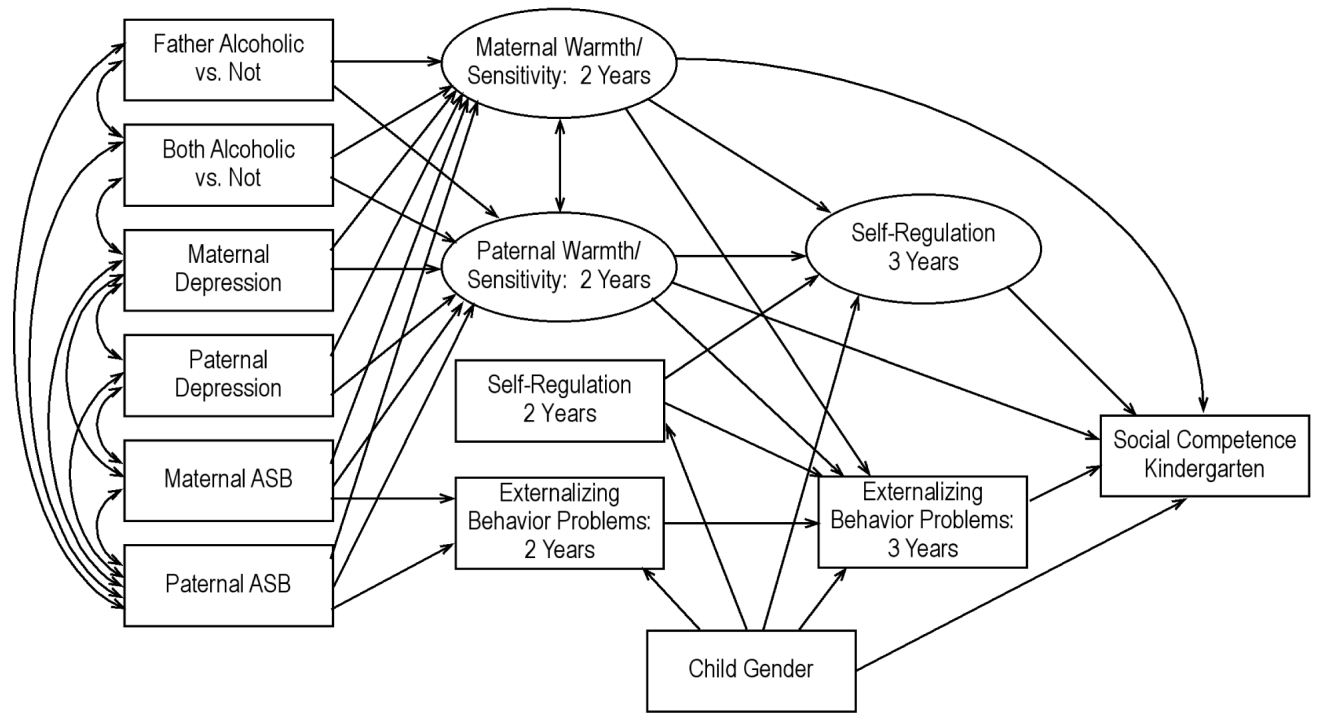 Father Alcoholic
vs. Not
Both Alcoholic
vs. Not
Maternal
Depression
Paternal
Depression
Maternal ASB
Paternal ASB
Maternal Warmth/
Sensitivity: 2 Years
Paternal Warmth/
Sensitivity: 2 Years
Self-Regulation
2 Years
Externalizing
Behavior Problems:
2 Years
Self-Regulation
3 Years
Externalizing
Behavior Problems:
3 Years
Child Gender
Social Competence
Kindergarten